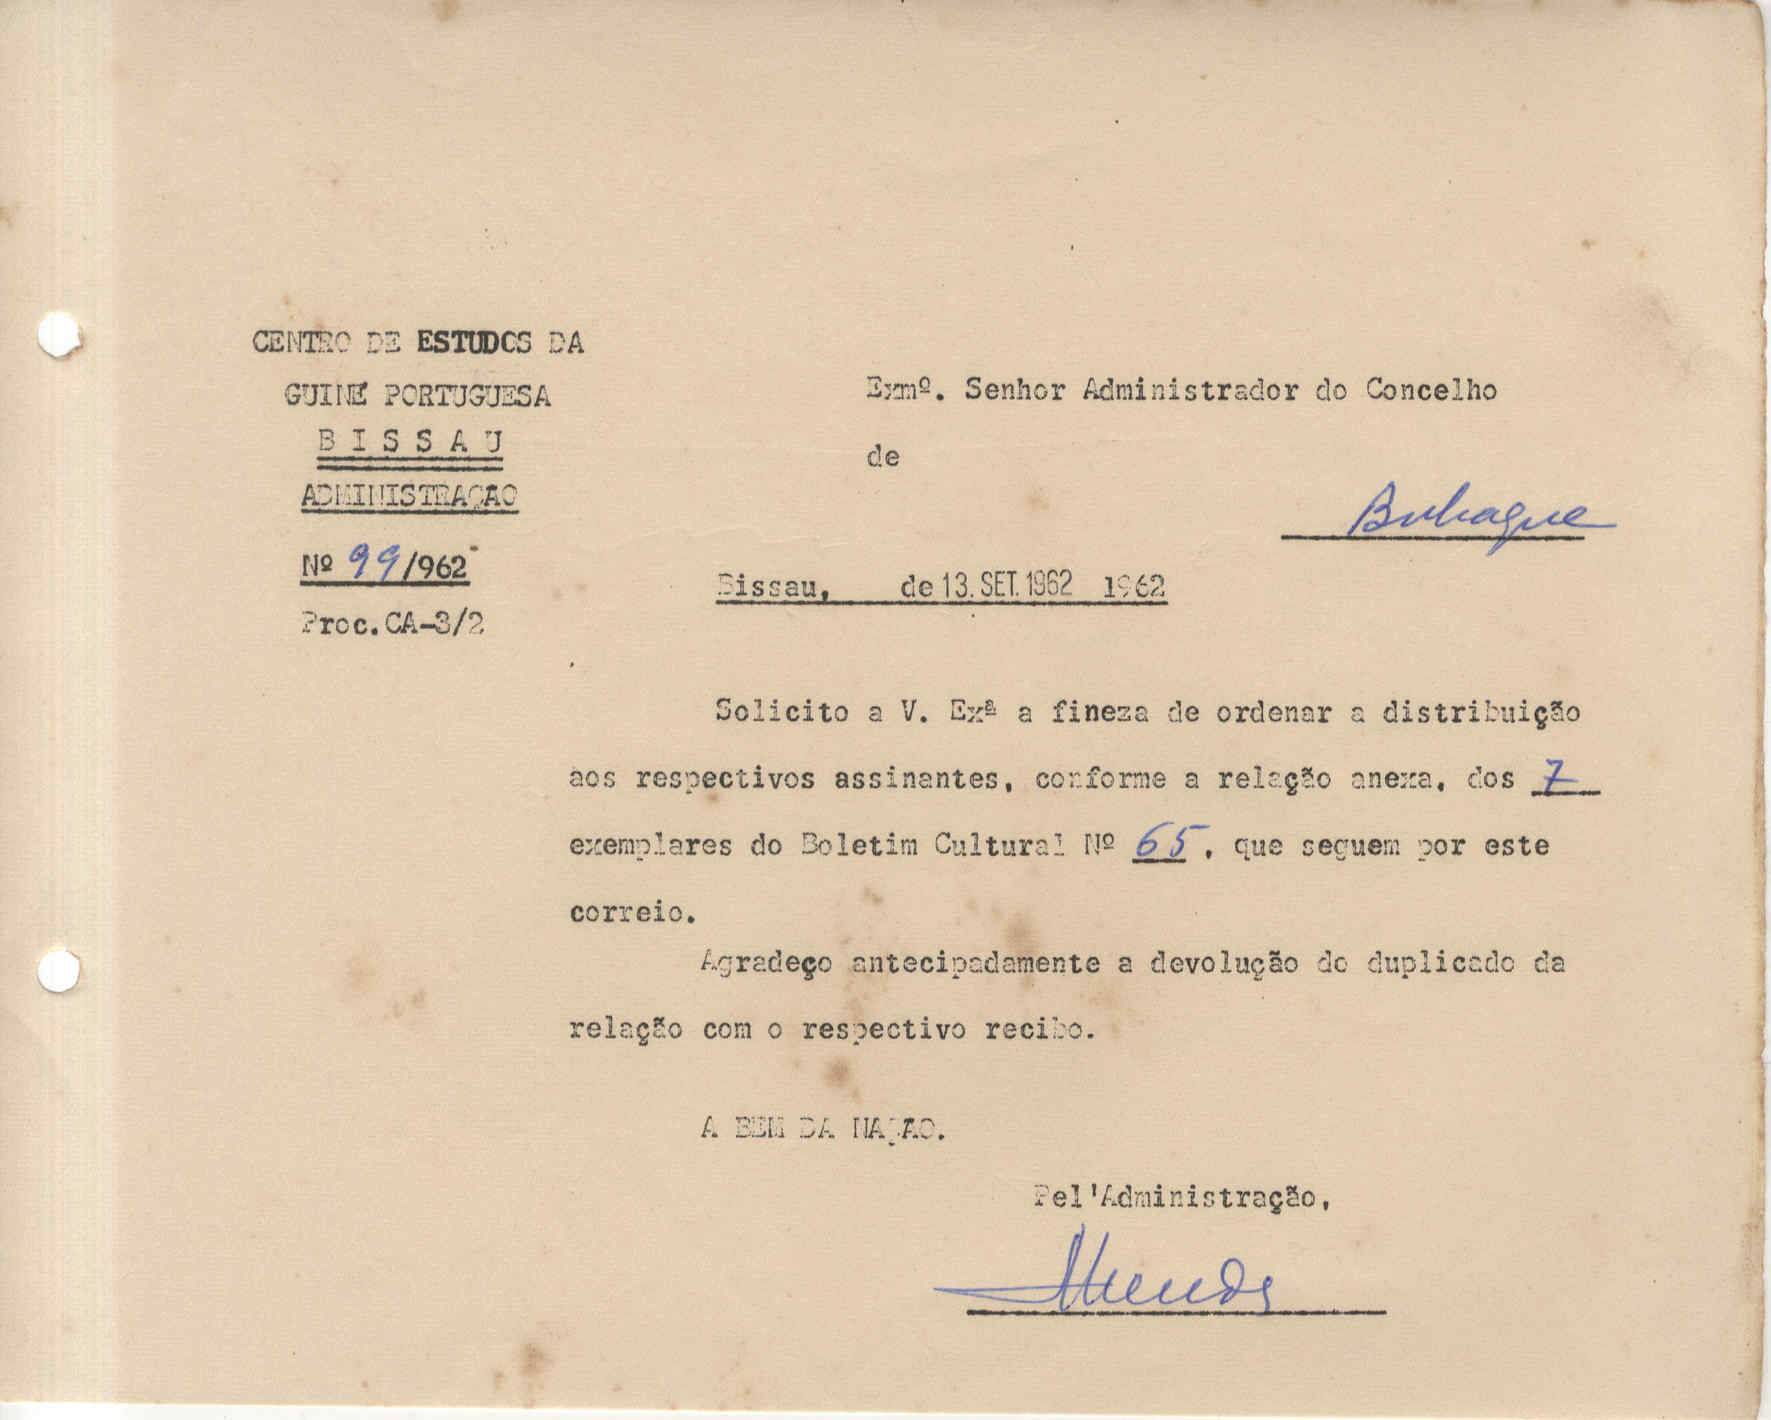 CENTRO DE ESTUDOS DA
GUINÉ PORTUGUESA
B I S S A U
ADMINISTRAÇÃO
Nº 99/962
Proc.CA-3/2
Exmº. Senhor Administrador do Concelho
de
Bubaque
Bissau, de 13. SET. 1962 1962
Solicito a V. Exª a fineza de ordenar a distribuição
aos respectivos assinantes, conforme a relação anexa, dos 7
exemplares do Boletim Cultural Nº 65, que seguem por este
correio.
Agradeço antecipadamente a devolução do duplicado da
relação com o respectivo recibo.
A BEM DA NAÇÃO.
Pel'Administração,